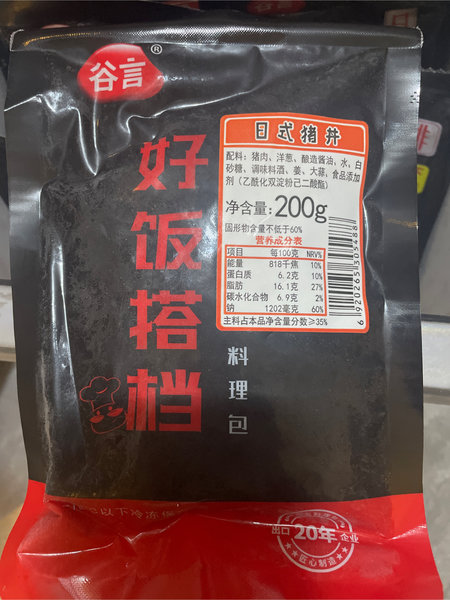 谷言®
好饭搭档
料理包
日式猪丼
配料：猪肉、洋葱、酿造酱油、水、白
砂糖、调味料酒、姜、大蒜、食品添加
剂（乙酰化双淀粉己二酸酯）
净含量：200g
固形物含量不低于60%
营养成分表
项目 每100克 NRV%
能量 818千焦 10%
蛋白质 6.2克 10%
脂肪 16.1克 27%
碳水化合物 6.9克 2%
钠 1202毫克 60%
主料占本品净含量分数≥35%
6920265305488
以下冷冻保
出口20年企业
匠心制造